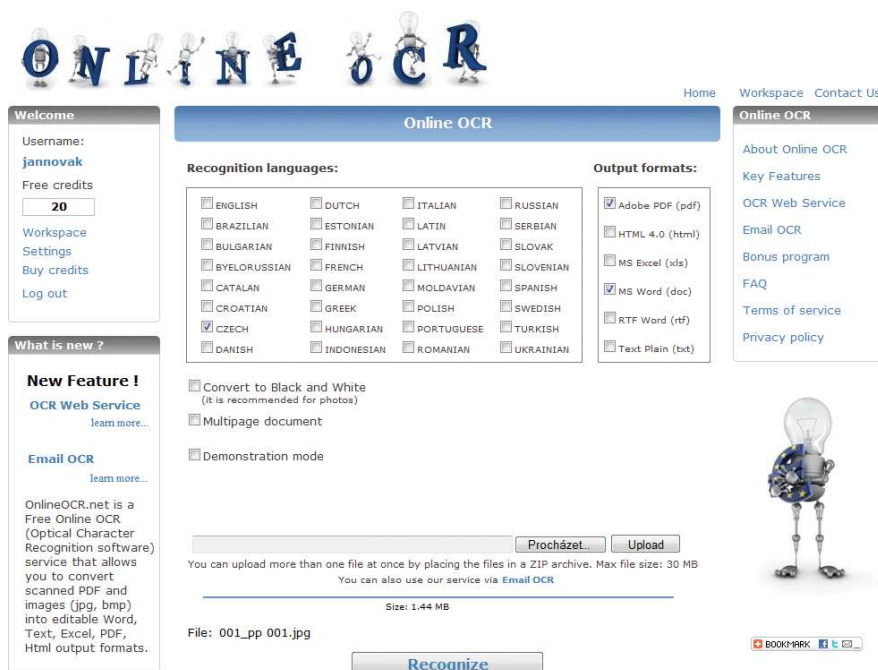 ONLINE OCR
Home Workspace Contact Us
Welcome
Username:
jannovak
Free credits
20
Workspace
Settings
Buy credits
Log out
What is new ?
New Feature !
OCR Web Service
learn more...
Email OCR
learn more...
OnlineOCR.net is a
Free Online OCR
(Optical Character
Recognition software)
service that allows
you to convert
scanned PDF and
images (jpg, bmp)
into editable Word,
Text, Excel, PDF,
Html output formats.
Online OCR
Recognition languages:
ENGLISH DUTCH ITALIAN RUSSIAN
BRAZILIAN ESTONIAN LATIN SERBIAN
BULGARIAN FINNISH LATVIAN SLOVAK
BYELORUSSIAN FRENCH LITHUANIAN SLOVENIAN
CATALAN GERMAN MOLDAVIAN SPANISH
CROATIAN GREEK POLISH SWEDISH
CZECH HUNGARIAN PORTUGUESE TURKISH
DANISH INDONESIAN ROMANIAN UKRAINIAN
Output formats:
Adobe PDF (pdf)
HTML 4.0 (html)
MS Excel (xls)
MS Word (doc)
RTF Word (rtf)
Text Plain (txt)
Convert to Black and White
(it is recommended for photos)
Multipage document
Demonstration mode
Procházet... Upload
You can upload more than one file at once by placing the files in a ZIP archive. Max file size: 30 MB
You can also use our service via Email OCR
Size: 1.44 MB
File: 001_pp 001.jpg
Recognize
Online OCR
About Online OCR
Key Features
OCR Web Service
Email OCR
Bonus program
FAQ
Terms of service
Privacy policy
BOOKMARK